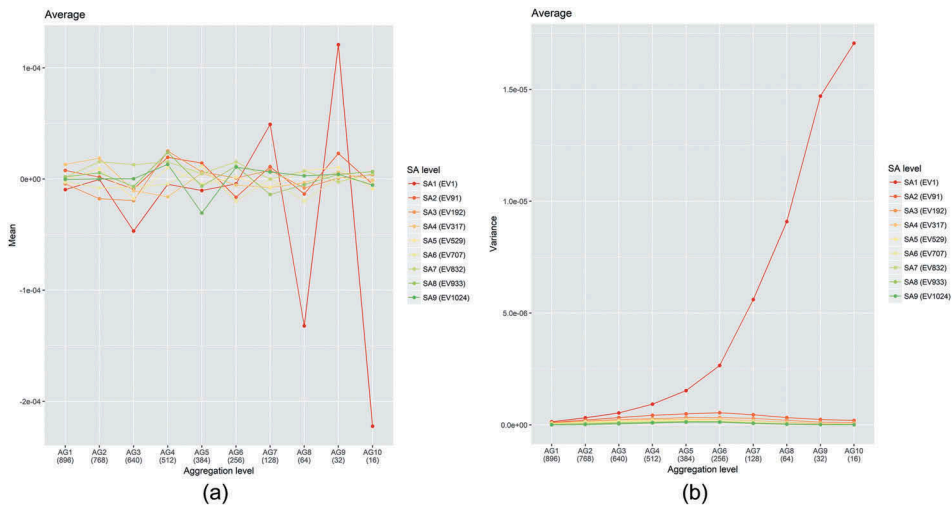 Average
Mean
1e-04
0e+00
-1e-04
-2e-04
AG1 (896)
AG2 (768)
AG3 (640)
AG4 (512)
AG5 (384)
AG6 (256)
AG7 (128)
AG8 (64)
AG9 (32)
AG10 (16)
Aggregation level
SA level
SA1 (EV1)
SA2 (EV91)
SA3 (EV192)
SA4 (EV317)
SA5 (EV529)
SA6 (EV707)
SA7 (EV832)
SA8 (EV933)
SA9 (EV1024)
(a)
Average
Variance
1.5e-05
1.0e-05
5.0e-06
0.0e+00
AG1 (896)
AG2 (768)
AG3 (640)
AG4 (512)
AG5 (384)
AG6 (256)
AG7 (128)
AG8 (64)
AG9 (32)
AG10 (16)
Aggregation level
SA level
SA1 (EV1)
SA2 (EV91)
SA3 (EV192)
SA4 (EV317)
SA5 (EV529)
SA6 (EV707)
SA7 (EV832)
SA8 (EV933)
SA9 (EV1024)
(b)